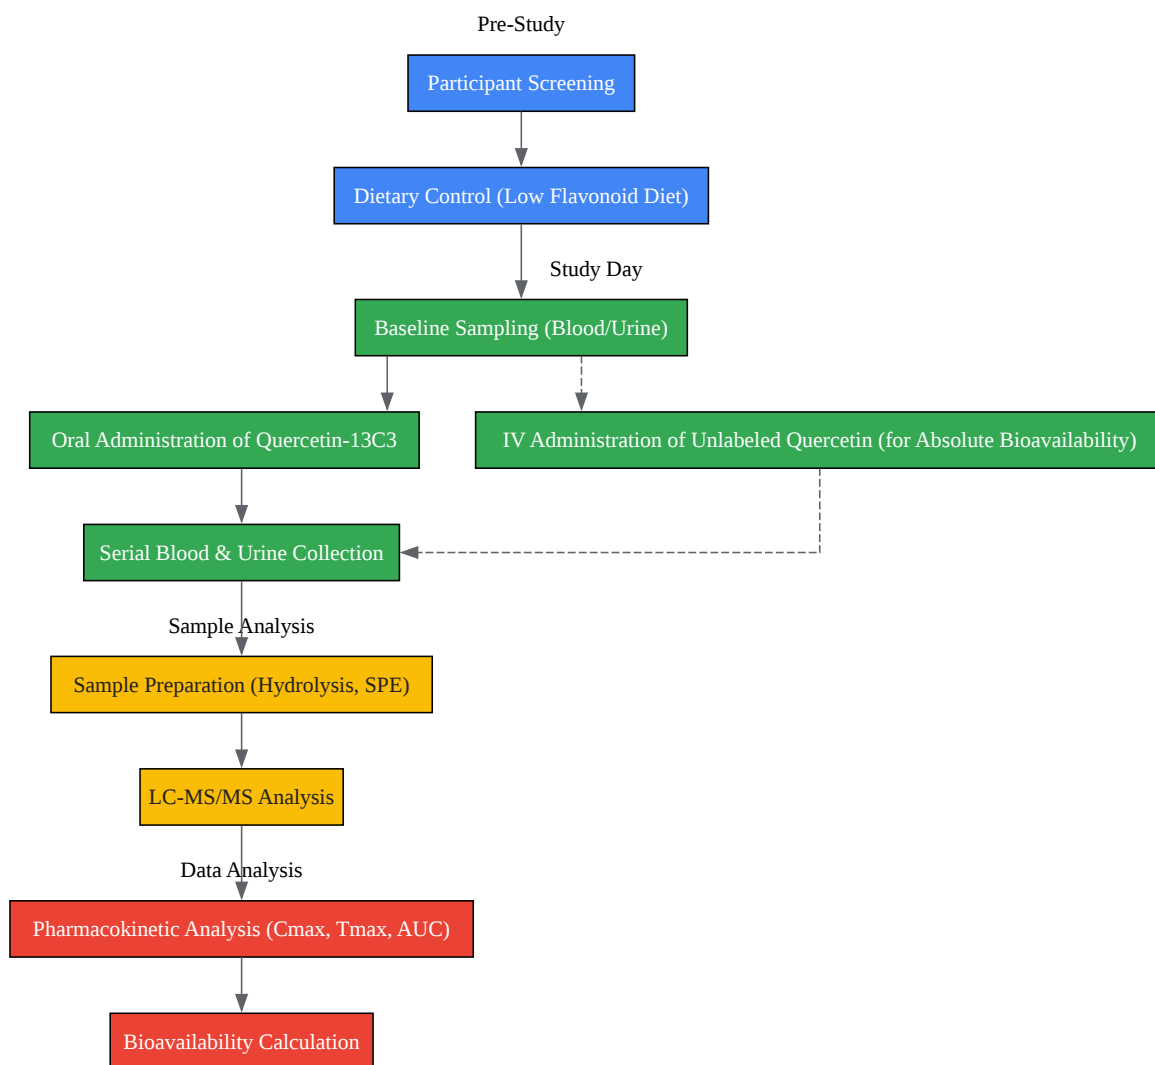 Pre-Study
Participant Screening
Dietary Control (Low Flavonoid Diet)
Study Day
Baseline Sampling (Blood/Urine)
Oral Administration of Quercetin-13C3
IV Administration of Unlabeled Quercetin (for Absolute Bioavailability)
Serial Blood & Urine Collection
Sample Analysis
Sample Preparation (Hydrolysis, SPE)
LC-MS/MS Analysis
Data Analysis
Pharmacokinetic Analysis (Cmax, Tmax, AUC)
Bioavailability Calculation